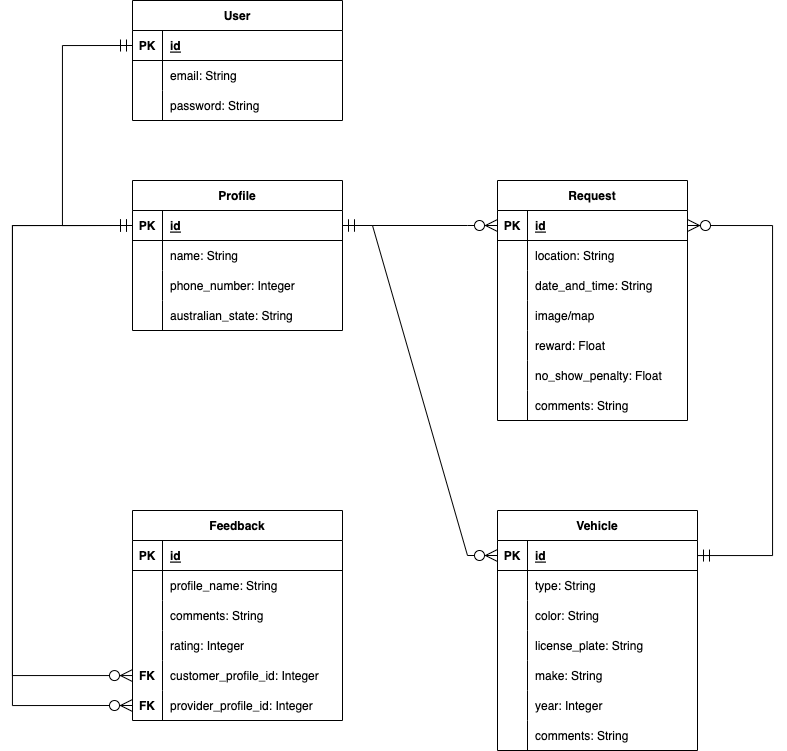 User
PK id
email: String
password: String
Profile
PK id
name: String
phone_number: Integer
australian_state: String
Request
PK id
location: String
date_and_time: String
image/map
reward: Float
no_show_penalty: Float
comments: String
Feedback
PK id
profile_name: String
comments: String
rating: Integer
FK customer_profile_id: Integer
FK provider_profile_id: Integer
Vehicle
PK id
type: String
color: String
license_plate: String
make: String
year: Integer
comments: String